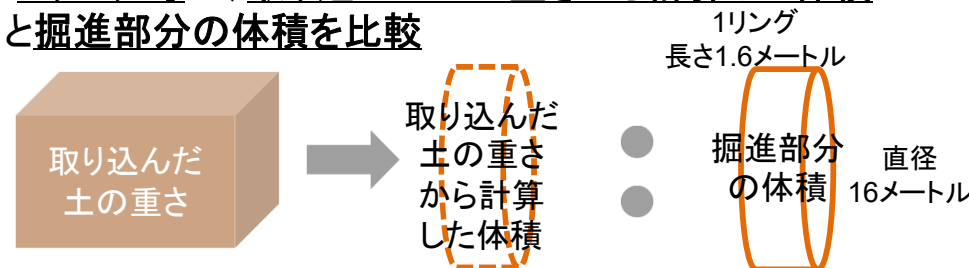 と掘進部分の体積を比較
1リング
長さ1.6メートル
取り込んだ
土の重さ
取り込んだ
土の重さ
から計算
した体積
掘進部分
の体積
直径
16メートル